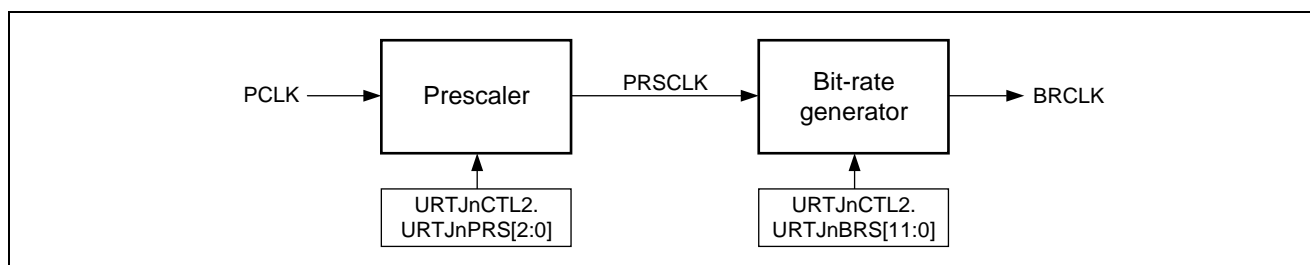 PCLK
Prescaler
PRSCLK
Bit-rate
generator
BRCLK
URTJnCTL2.
URTJnPRS[2:0]
URTJnCTL2.
URTJnBRS[11:0]